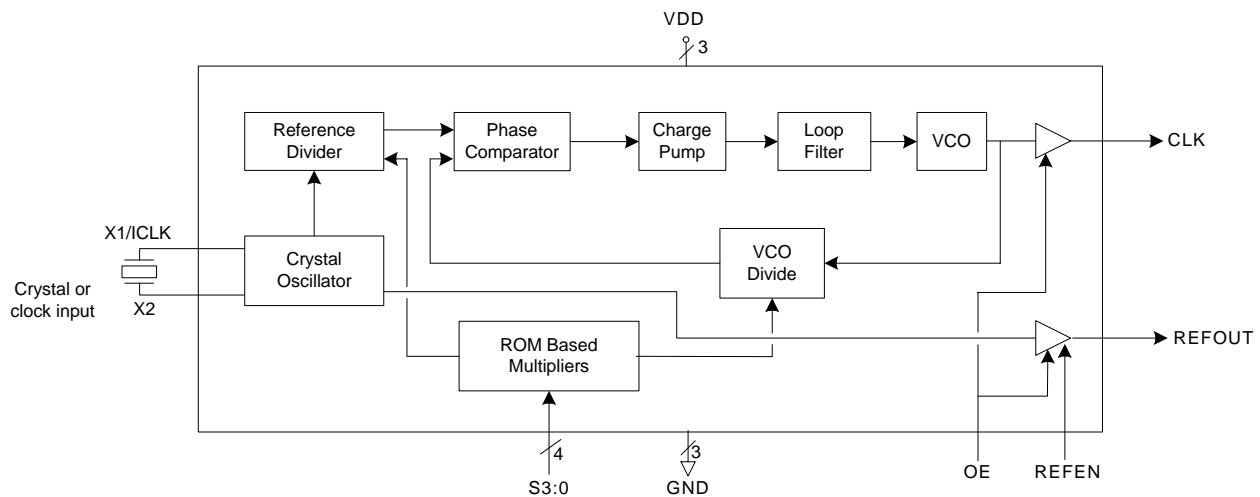 VDD
3
Reference
Divider
Phase
Comparator
Charge
Pump
Loop
Filter
VCO
CLK
X1/ICLK
Crystal
Oscillator
VCO
Divide
Crystal or
clock input
X2
ROM Based
Multipliers
REFOUT
4
3
S3:0
GND
OE
REFEN